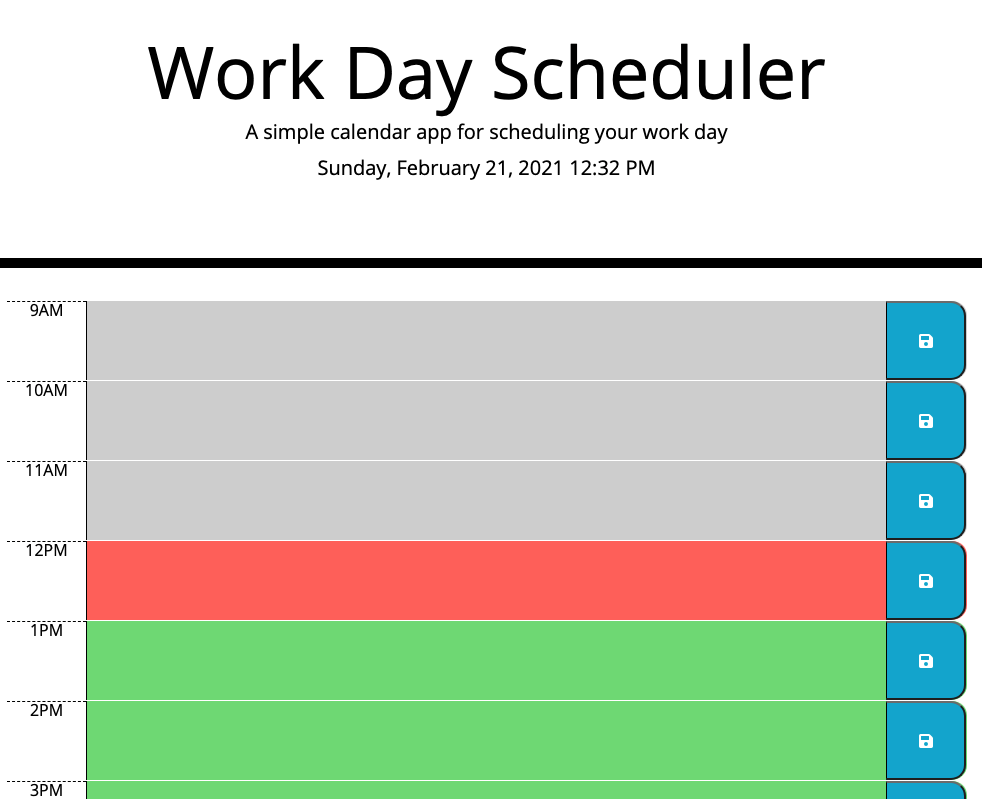 Work Day Scheduler
A simple calendar app for scheduling your work day
Sunday, February 21, 2021 12:32 PM
9AM
10AM
11AM
12PM
1PM
2PM
3PM